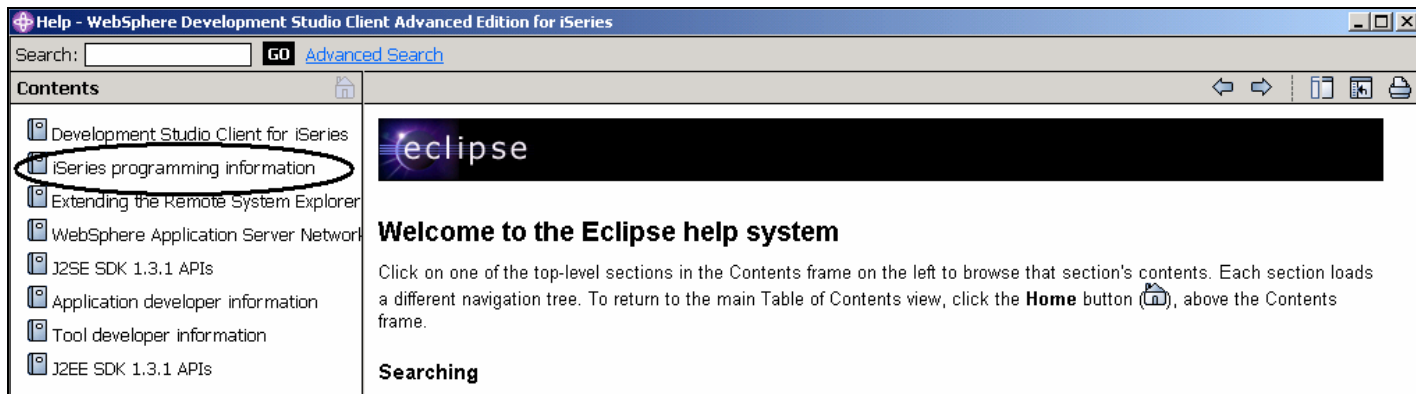 Help - WebSphere Development Studio Client Advanced Edition for iSeries
Search: GO Advanced Search
Contents
Development Studio Client for iSeries
iSeries programming information
Extending the Remote System Explorer
WebSphere Application Server Network
J2SE SDK 1.3.1 APIs
Application developer information
Tool developer information
J2EE SDK 1.3.1 APIs
eclipse
Welcome to the Eclipse help system
Click on one of the top-level sections in the Contents frame on the left to browse that section's contents. Each section loads
a different navigation tree. To return to the main Table of Contents view, click the Home button ( ), above the Contents
frame.
Searching